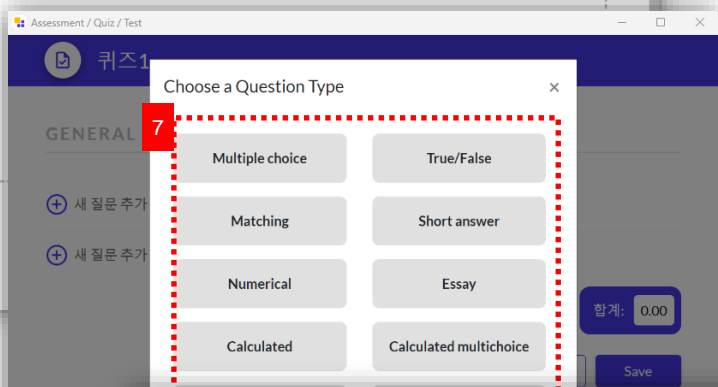 Assessment / Quiz / Test
퀴즈1
Choose a Question Type
7
GENERAL
Multiple choice
True/False
새 질문 추가
Matching
Short answer
새 질문 추가
Numerical
Essay
합계: 0.00
Calculated
Calculated multichoice
Save